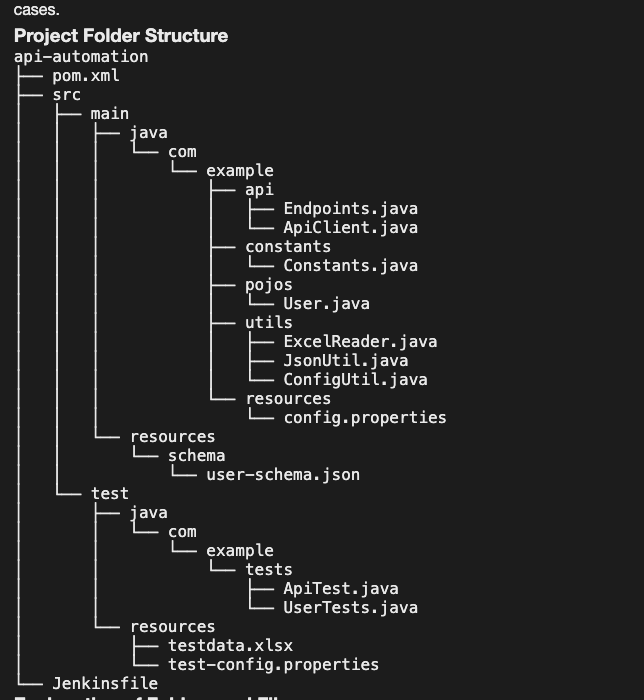 cases.
Project Folder Structure
api-automation
├── pom.xml
├── src
│   ├── main
│   │   ├── java
│   │   │   └── com
│   │   │       └── example
│   │   │           ├── api
│   │   │           │   ├── Endpoints.java
│   │   │           │   └── ApiClient.java
│   │   │           ├── constants
│   │   │           │   └── Constants.java
│   │   │           ├── pojos
│   │   │           │   └── User.java
│   │   │           ├── utils
│   │   │           │   ├── ExcelReader.java
│   │   │           │   ├── JsonUtil.java
│   │   │           │   └── ConfigUtil.java
│   │   │           └── resources
│   │   │               └── config.properties
│   │   └── resources
│   │       └── schema
│   │           └── user-schema.json
│   └── test
│       ├── java
│       │   └── com
│       │       └── example
│       │           └── tests
│       │               ├── ApiTest.java
│       │               └── UserTests.java
│       └── resources
│           ├── testdata.xlsx
│           └── test-config.properties
└── Jenkinsfile